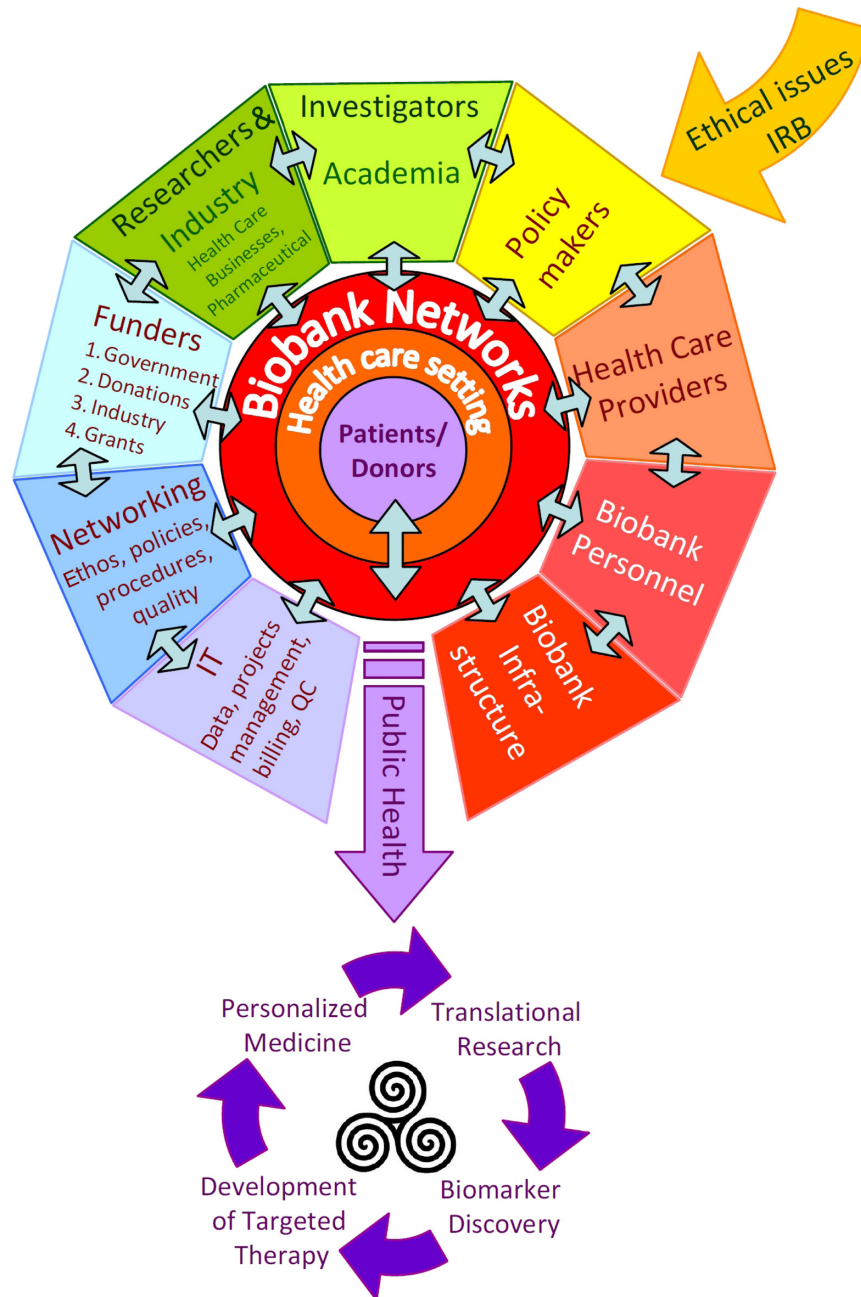 Ethical issues
IRB
Investigators
Academia
Researchers &
Industry
Health Care
Businesses,
Pharmaceutical
Policy
makers
Funders
1. Government
2. Donations
3. Industry
4. Grants
Health Care
Providers
Biobank Networks
Health care setting
Patients/
Donors
Networking
Ethos, policies,
procedures,
quality
Biobank
Personnel
IT
Data, projects
management,
billing, QC
Biobank
Infra-
structure
Public Health
Personalized
Medicine
Translational
Research
Development
of Targeted
Therapy
Biomarker
Discovery